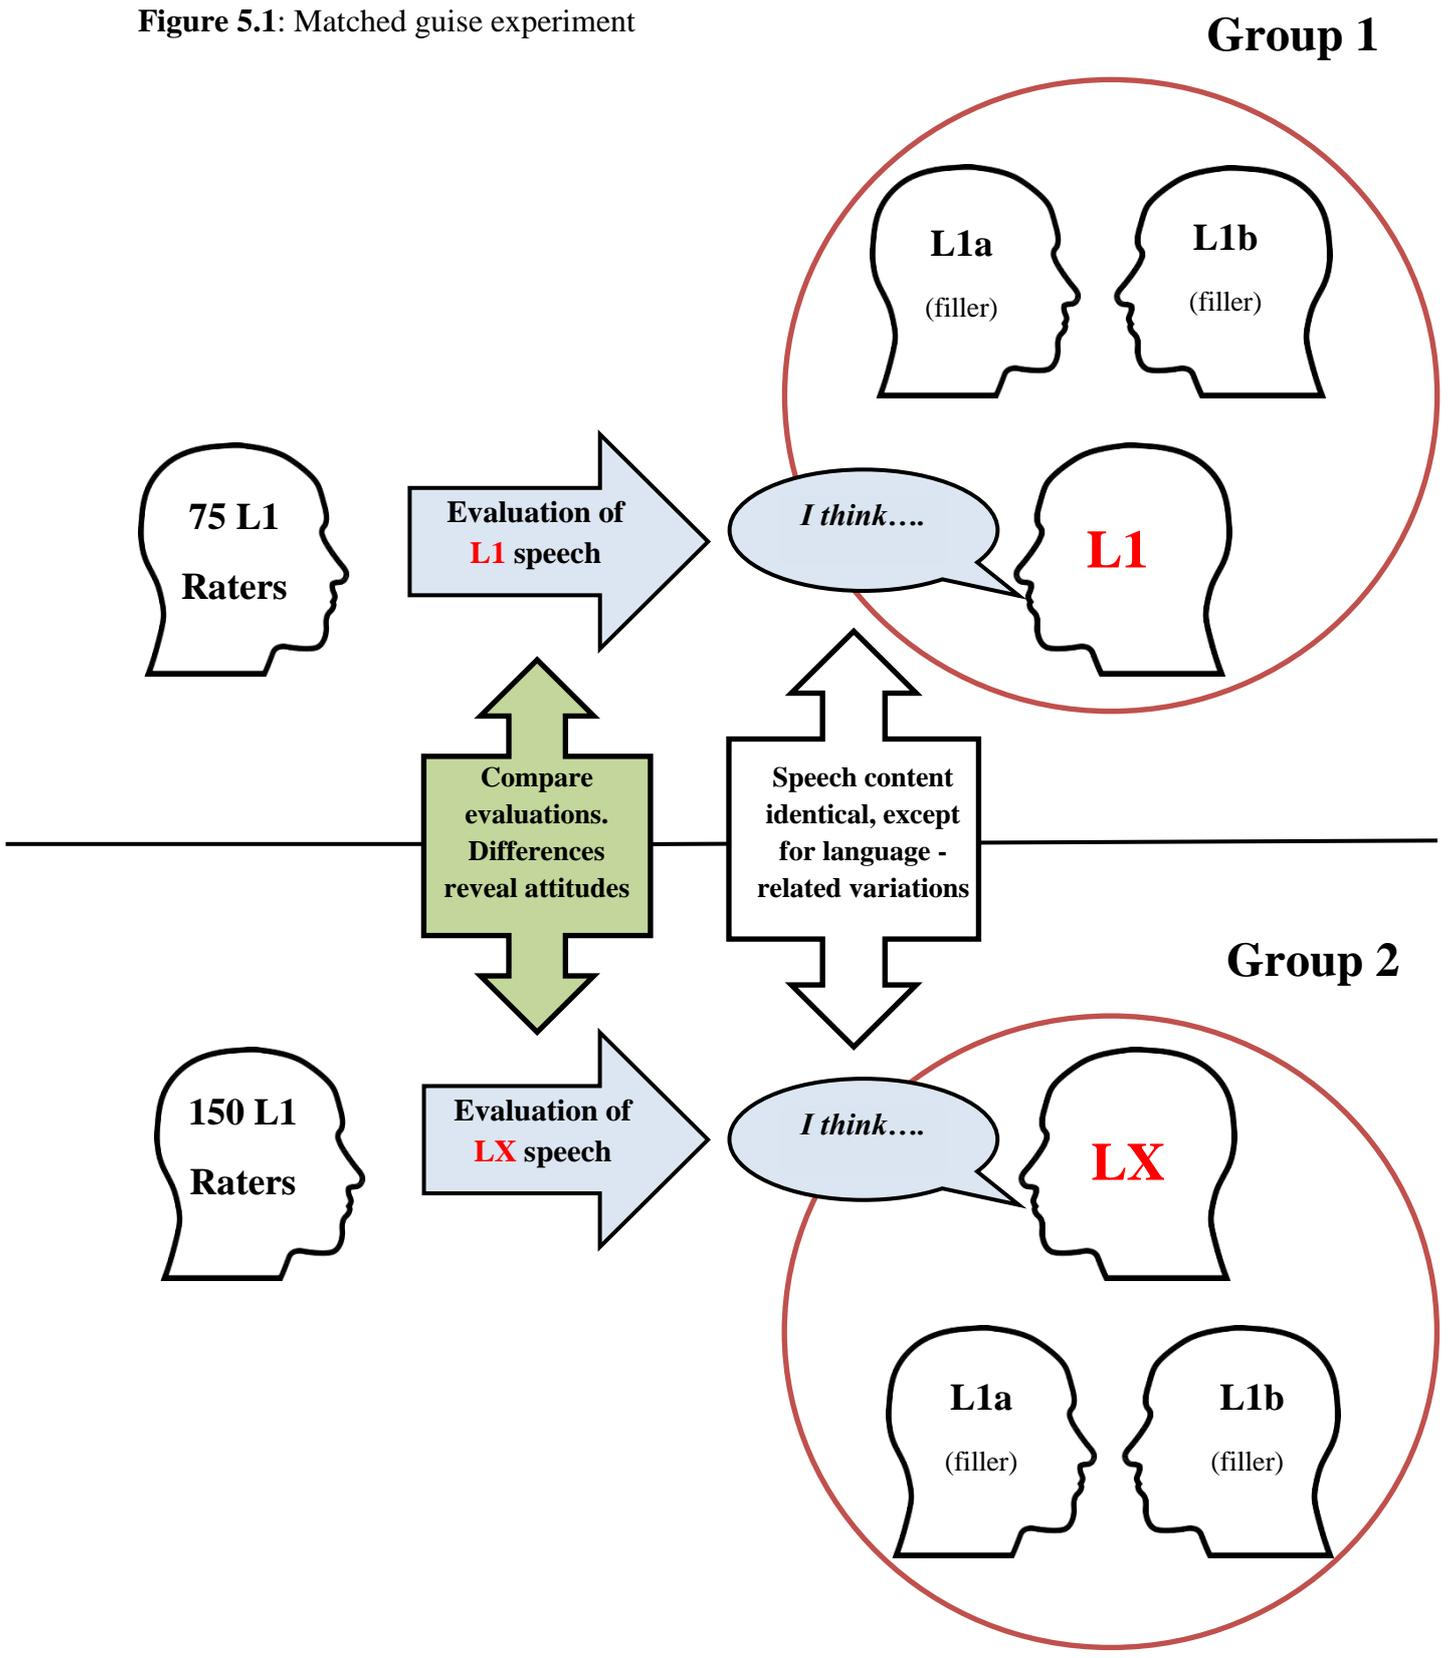 Figure 5.1: Matched guise experiment
Group 1
L1a
(filler)
L1b
(filler)
75 L1
Raters
Evaluation of
L1 speech
I think….
L1
Compare
evaluations.
Differences
reveal attitudes
Speech content
identical, except
for language -
related variations
Group 2
150 L1
Raters
Evaluation of
LX speech
I think….
LX
L1a
(filler)
L1b
(filler)